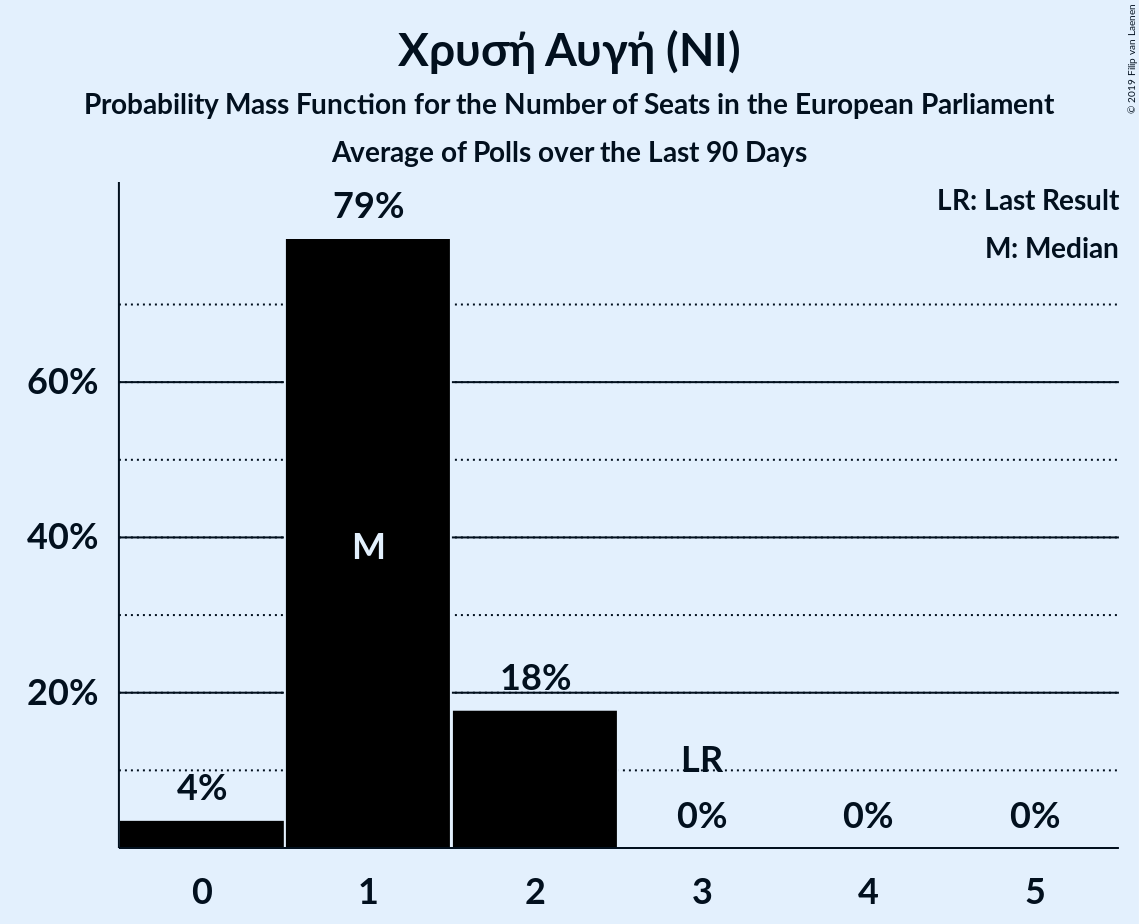 Χρυσή Αυγή (NI)
Probability Mass Function for the Number of Seats in the European Parliament
Average of Polls over the Last 90 Days
© 2019 Filip van Laenen
LR: Last Result
M: Median
79%
60%
40%
M
18%
20%
LR
4%
0%
0%
0%
0
1
2
3
4
5